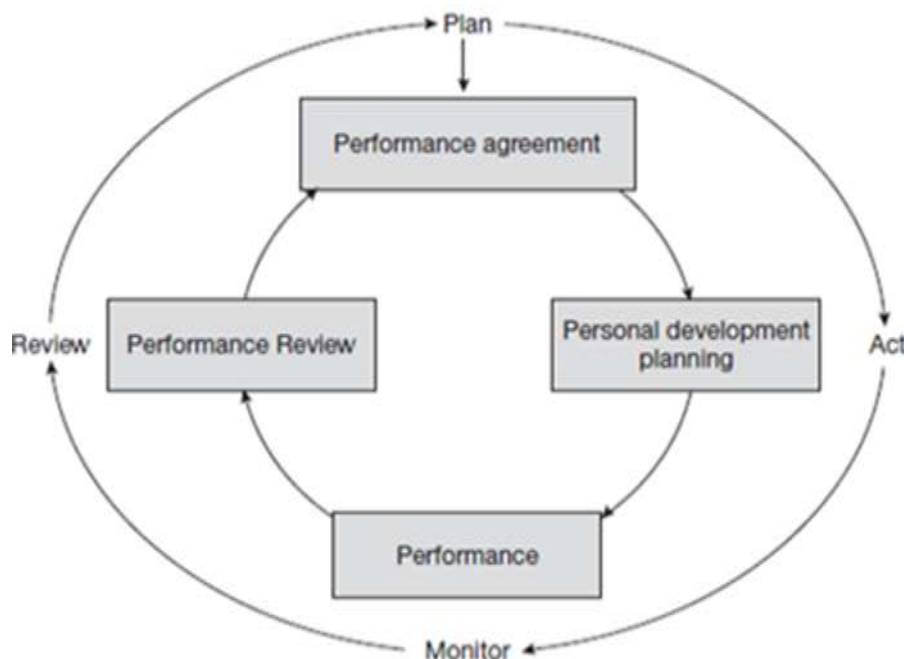 Plan
Performance agreement
Review
Performance Review
Personal development
planning
Act
Performance
Monitor